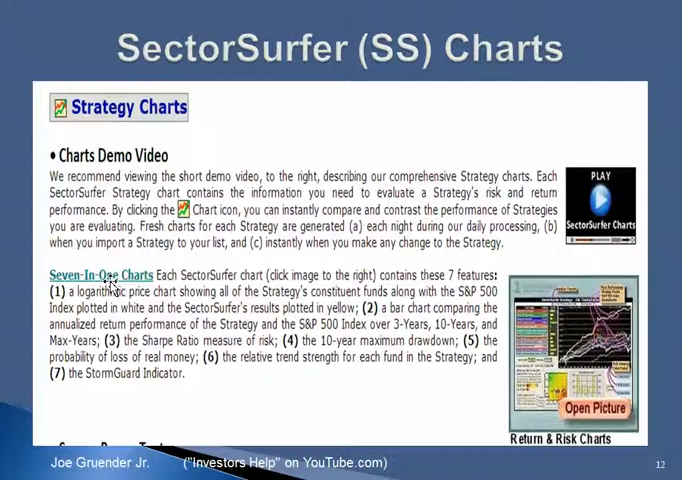 SectorSurfer (SS) Charts
Strategy Charts
• Charts Demo Video
We recommend viewing the short demo video, to the right, describing our comprehensive Strategy charts. Each
SectorSurfer Strategy chart contains the information you need to evaluate a Strategy's risk and return
performance. By clicking the Chart icon, you can instantly compare and contrast the performance of Strategies
you are evaluating. Fresh charts for each Strategy are generated (a) each night during our daily processing, (b)
when you import a Strategy to your list, and (c) instantly when you make any change to the Strategy.
PLAY
SectorSurfer Charts
Seven-In-One Charts Each SectorSurfer chart (click image to the right) contains these 7 features:
(1) a logarithmic price chart showing all of the Strategy's constituent funds along with the S&P 500
Index plotted in white and the SectorSurfer's results plotted in yellow; (2) a bar chart comparing the
annualized return performance of the Strategy and the S&P 500 Index over 3-Years, 10-Years, and
Max-Years; (3) the Sharpe Ratio measure of risk; (4) the 10-year maximum drawdown; (5) the
probability of loss of real money; (6) the relative trend strength for each fund in the Strategy; and
(7) the StormGuard Indicator.
Open Picture
Return & Risk Charts
Joe Gruender Jr. ("Investors Help" on YouTube.com)
12